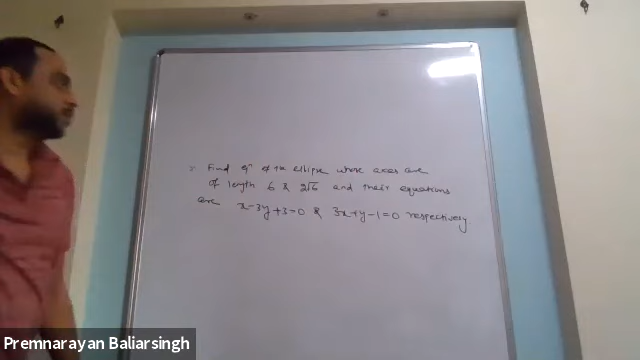 Find eqn of the ellipse whose axes are
of length 6 & 2√6 and their equations
are x-3y+3=0 & 3x+y-1=0 respectively
Premnarayan Baliarsingh